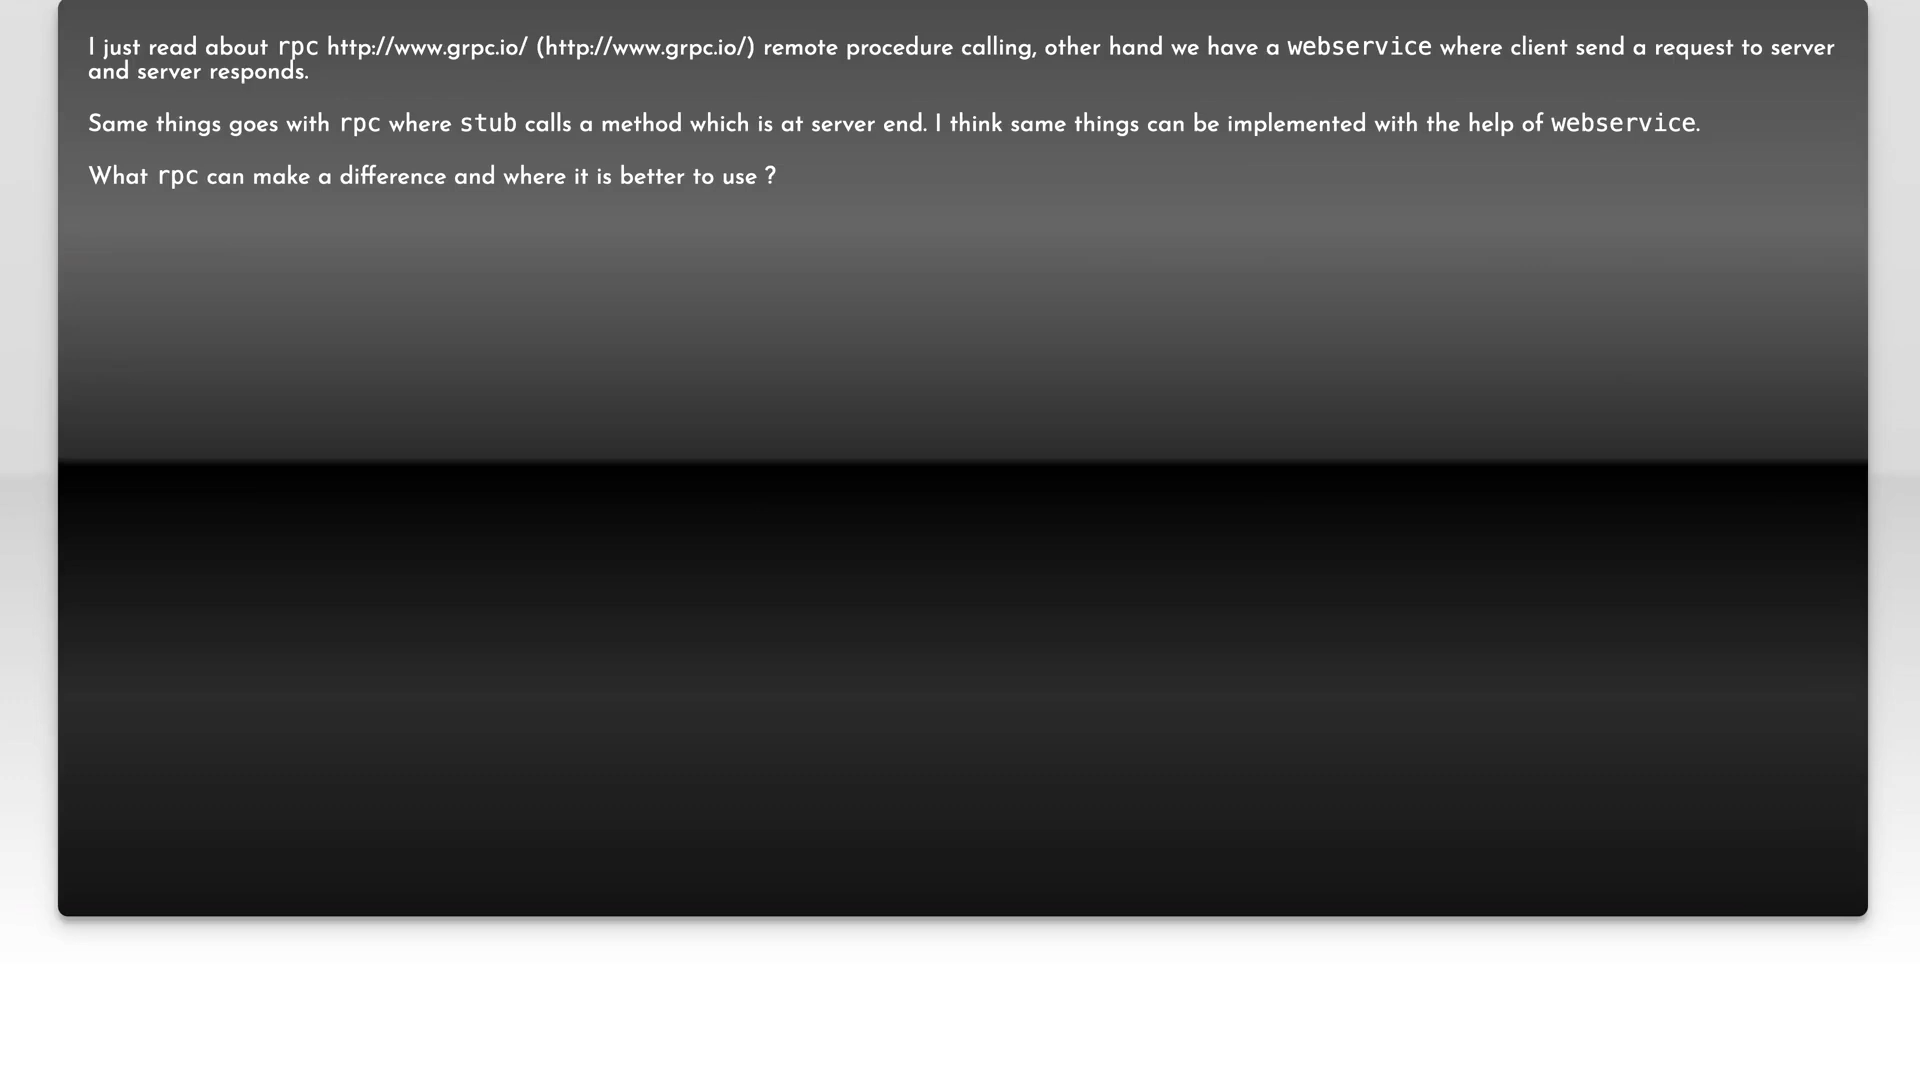 I just read about rpc http://www.grpc.io/ (http://www.grpc.io/) remote procedure calling, other hand we have a webservice where client send a request to server
and server responds.
Same things goes with rpc where stub calls a method which is at server end. I think same things can be implemented with the help of webservice.
What rpc can make a difference and where it is better to use ?